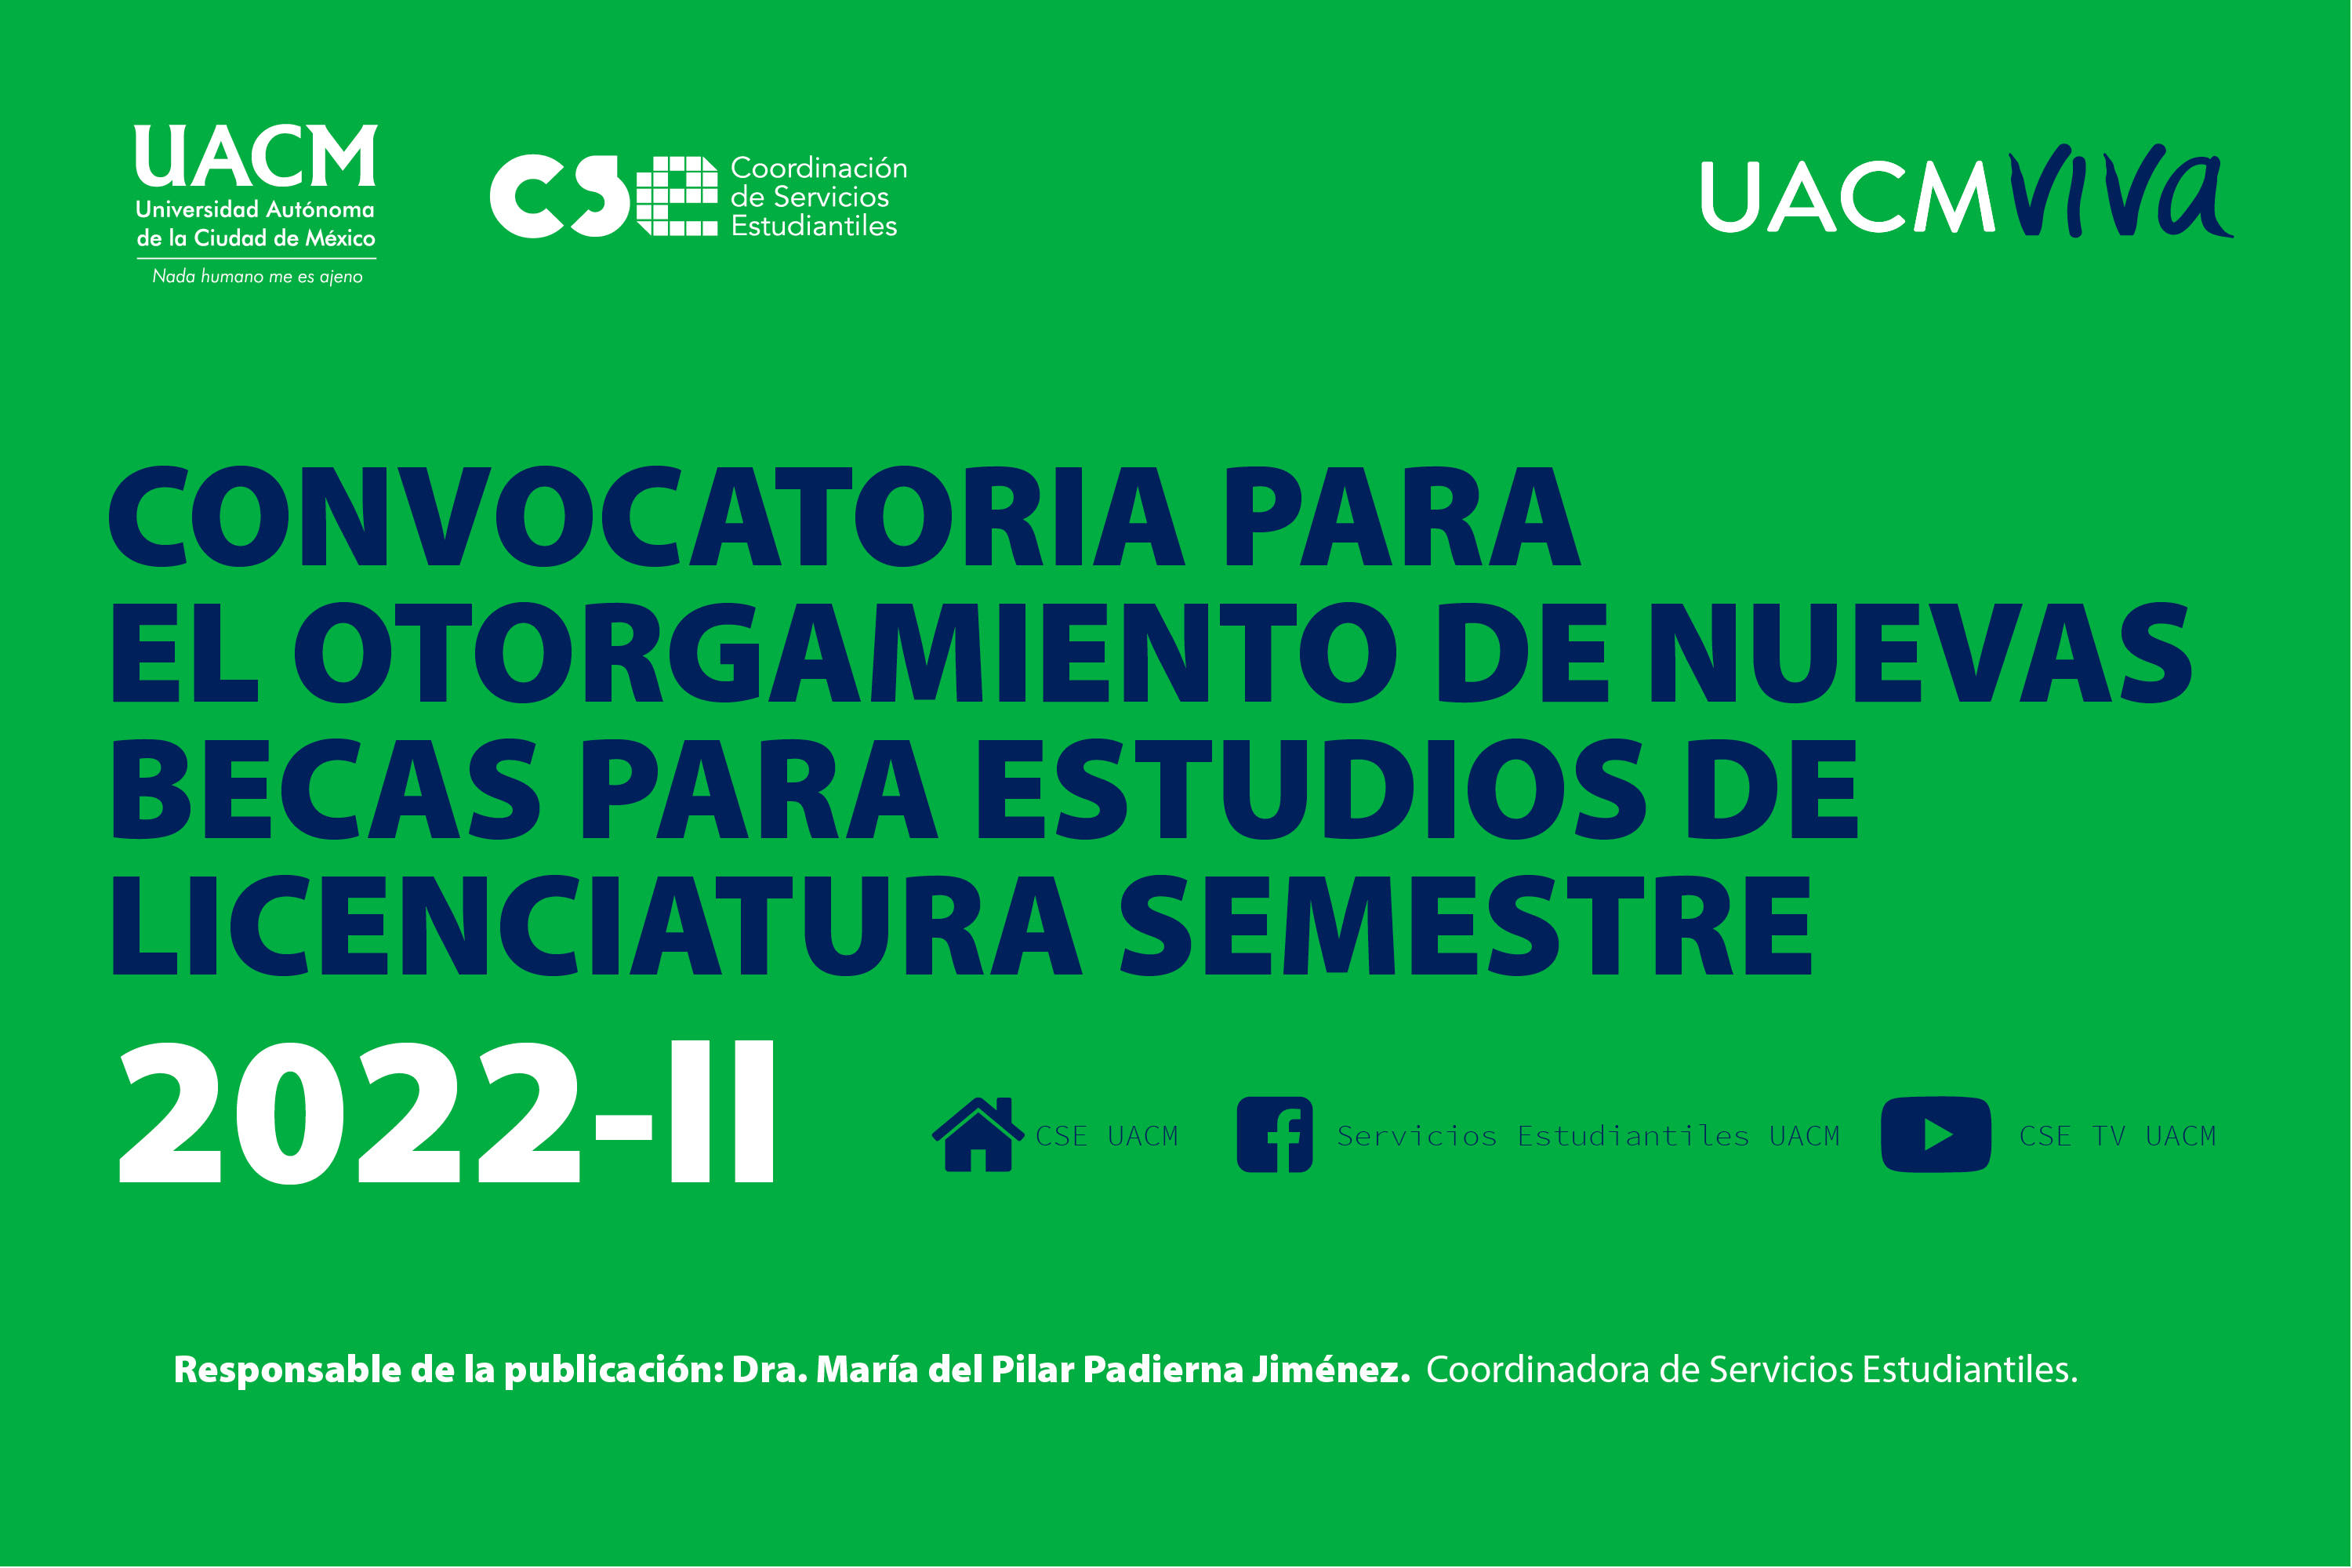 UACM
Universidad Autónoma
de la Ciudad de México
Nada humano me es ajeno
cse
Coordinación
de Servicios
Estudiantiles
UACM viva
CONVOCATORIA PARA
EL OTORGAMIENTO DE NUEVAS
BECAS PARA ESTUDIOS DE
LICENCIATURA SEMESTRE
2022-II
CSE UACM
Servicios Estudiantiles UACM
CSE TV UACM
Responsable de la publicación: Dra. María del Pilar Padierna Jiménez. Coordinadora de Servicios Estudiantiles.